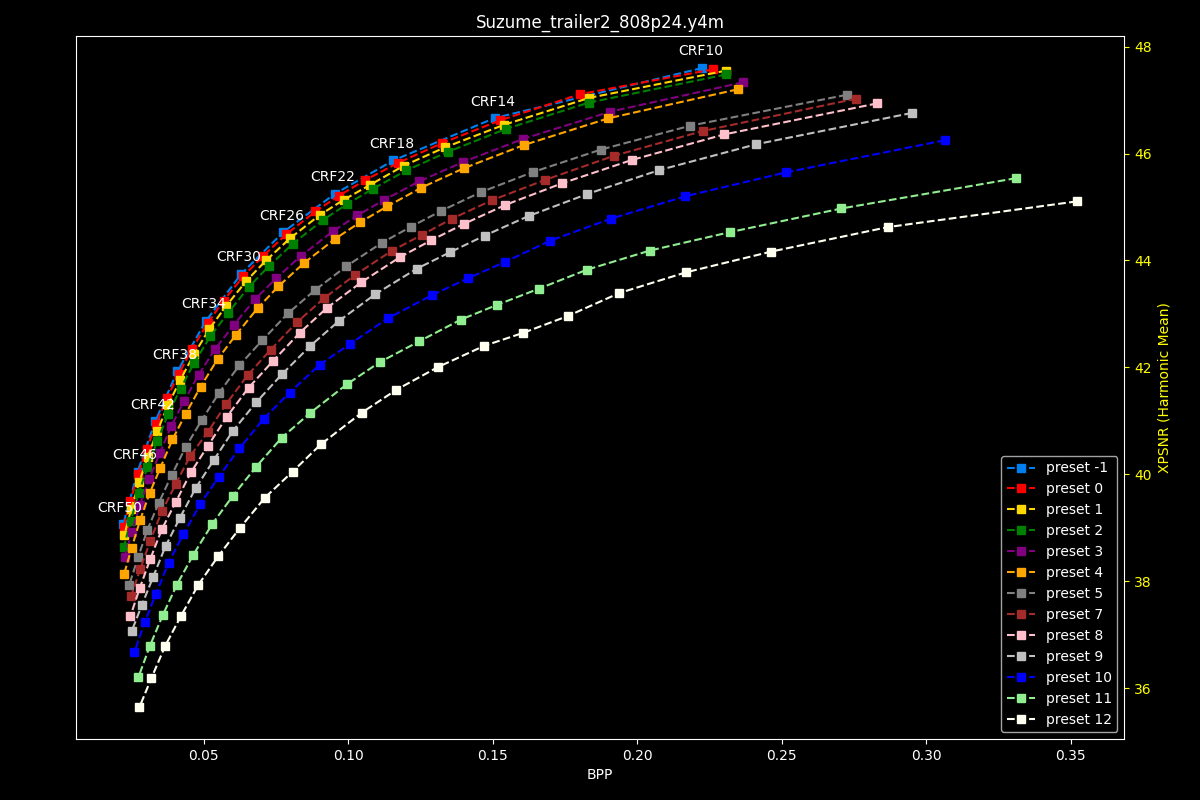 Suzume_trailer2_808p24.y4m
CRF10
CRF14
CRF18
CRF22
CRF26
CRF30
CRF34
CRF38
CRF42
CRF46
CRF50
48
46
44
42
40
38
36
XPSNR (Harmonic Mean)
preset -1
preset 0
preset 1
preset 2
preset 3
preset 4
preset 5
preset 7
preset 8
preset 9
preset 10
preset 11
preset 12
0.05 0.10 0.15 0.20 0.25 0.30 0.35
BPP